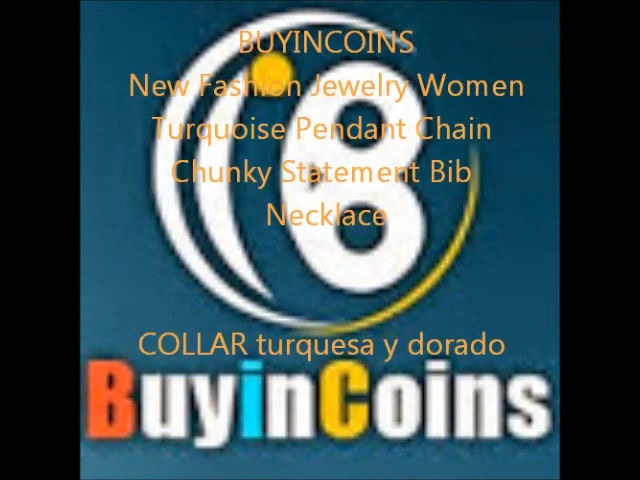 BUYINCOINS
New Fashion Jewelry Women
Turquoise Pendant Chain
Chunky Statement Bib
Necklace
COLLAR turquesa y dorado
BuyinCoins